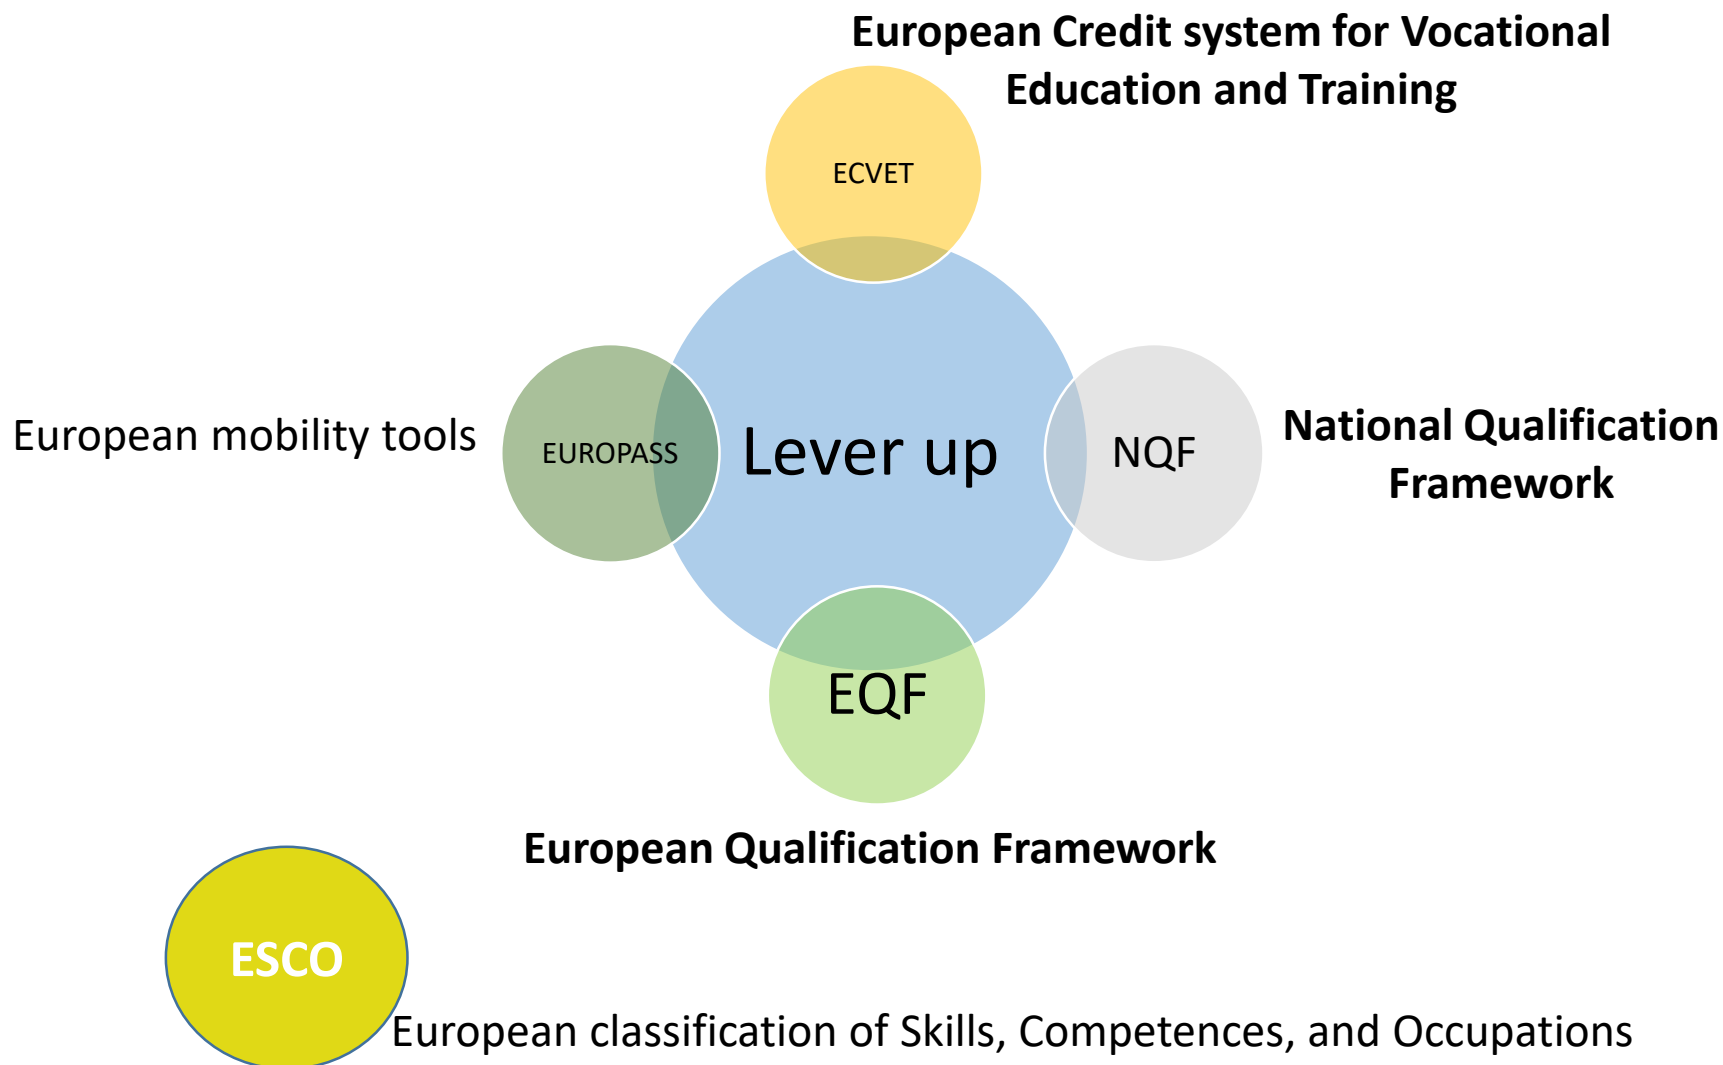 European Credit system for Vocational
Education and Training
ECVET
European mobility tools
EUROPASS
Lever up
NQF
National Qualification
Framework
EQF
European Qualification Framework
ESCO
European classification of Skills, Competences, and Occupations